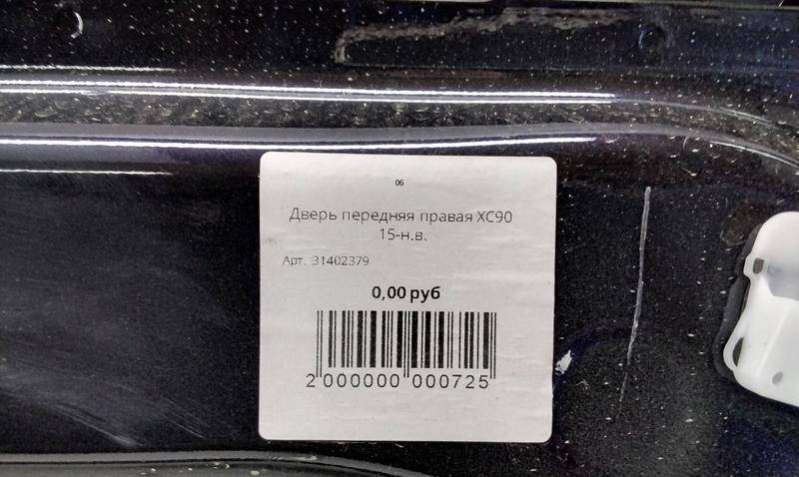 06
Дверь передняя правая XC90
15-н.в.
Арт. 31402379
0,00 руб
2 000000 000725